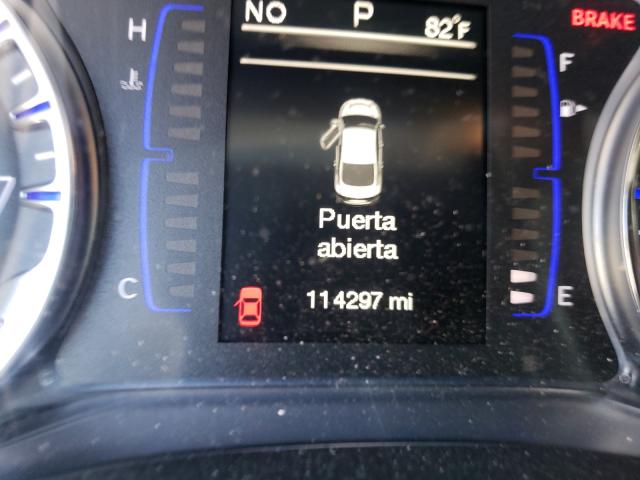 NO P 82°F
BRAKE
H
F
Puerta
abierta
C
E
114297 mi